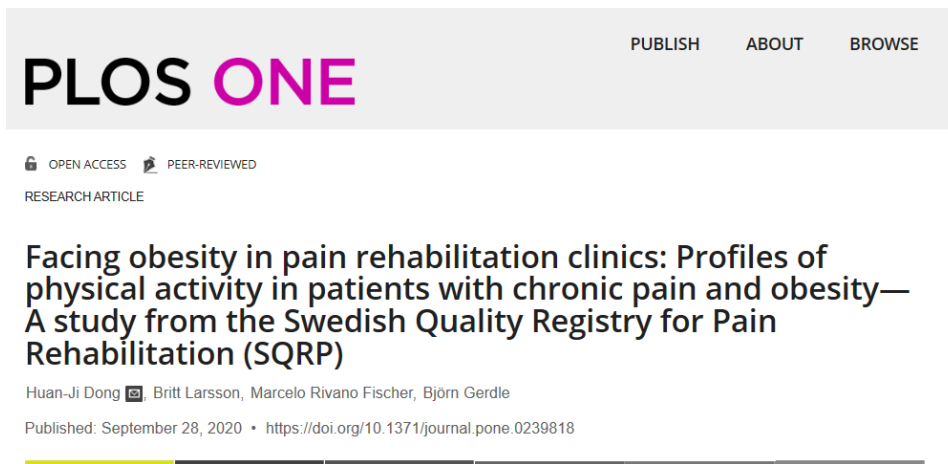 PUBLISH ABOUT BROWSE
PLOS ONE
OPEN ACCESS PEER-REVIEWED
RESEARCH ARTICLE
Facing obesity in pain rehabilitation clinics: Profiles of
physical activity in patients with chronic pain and obesity—
A study from the Swedish Quality Registry for Pain
Rehabilitation (SQRP)
Huan-Ji Dong, Britt Larsson, Marcelo Rivano Fischer, Björn Gerdle
Published: September 28, 2020 • https://doi.org/10.1371/journal.pone.0239818